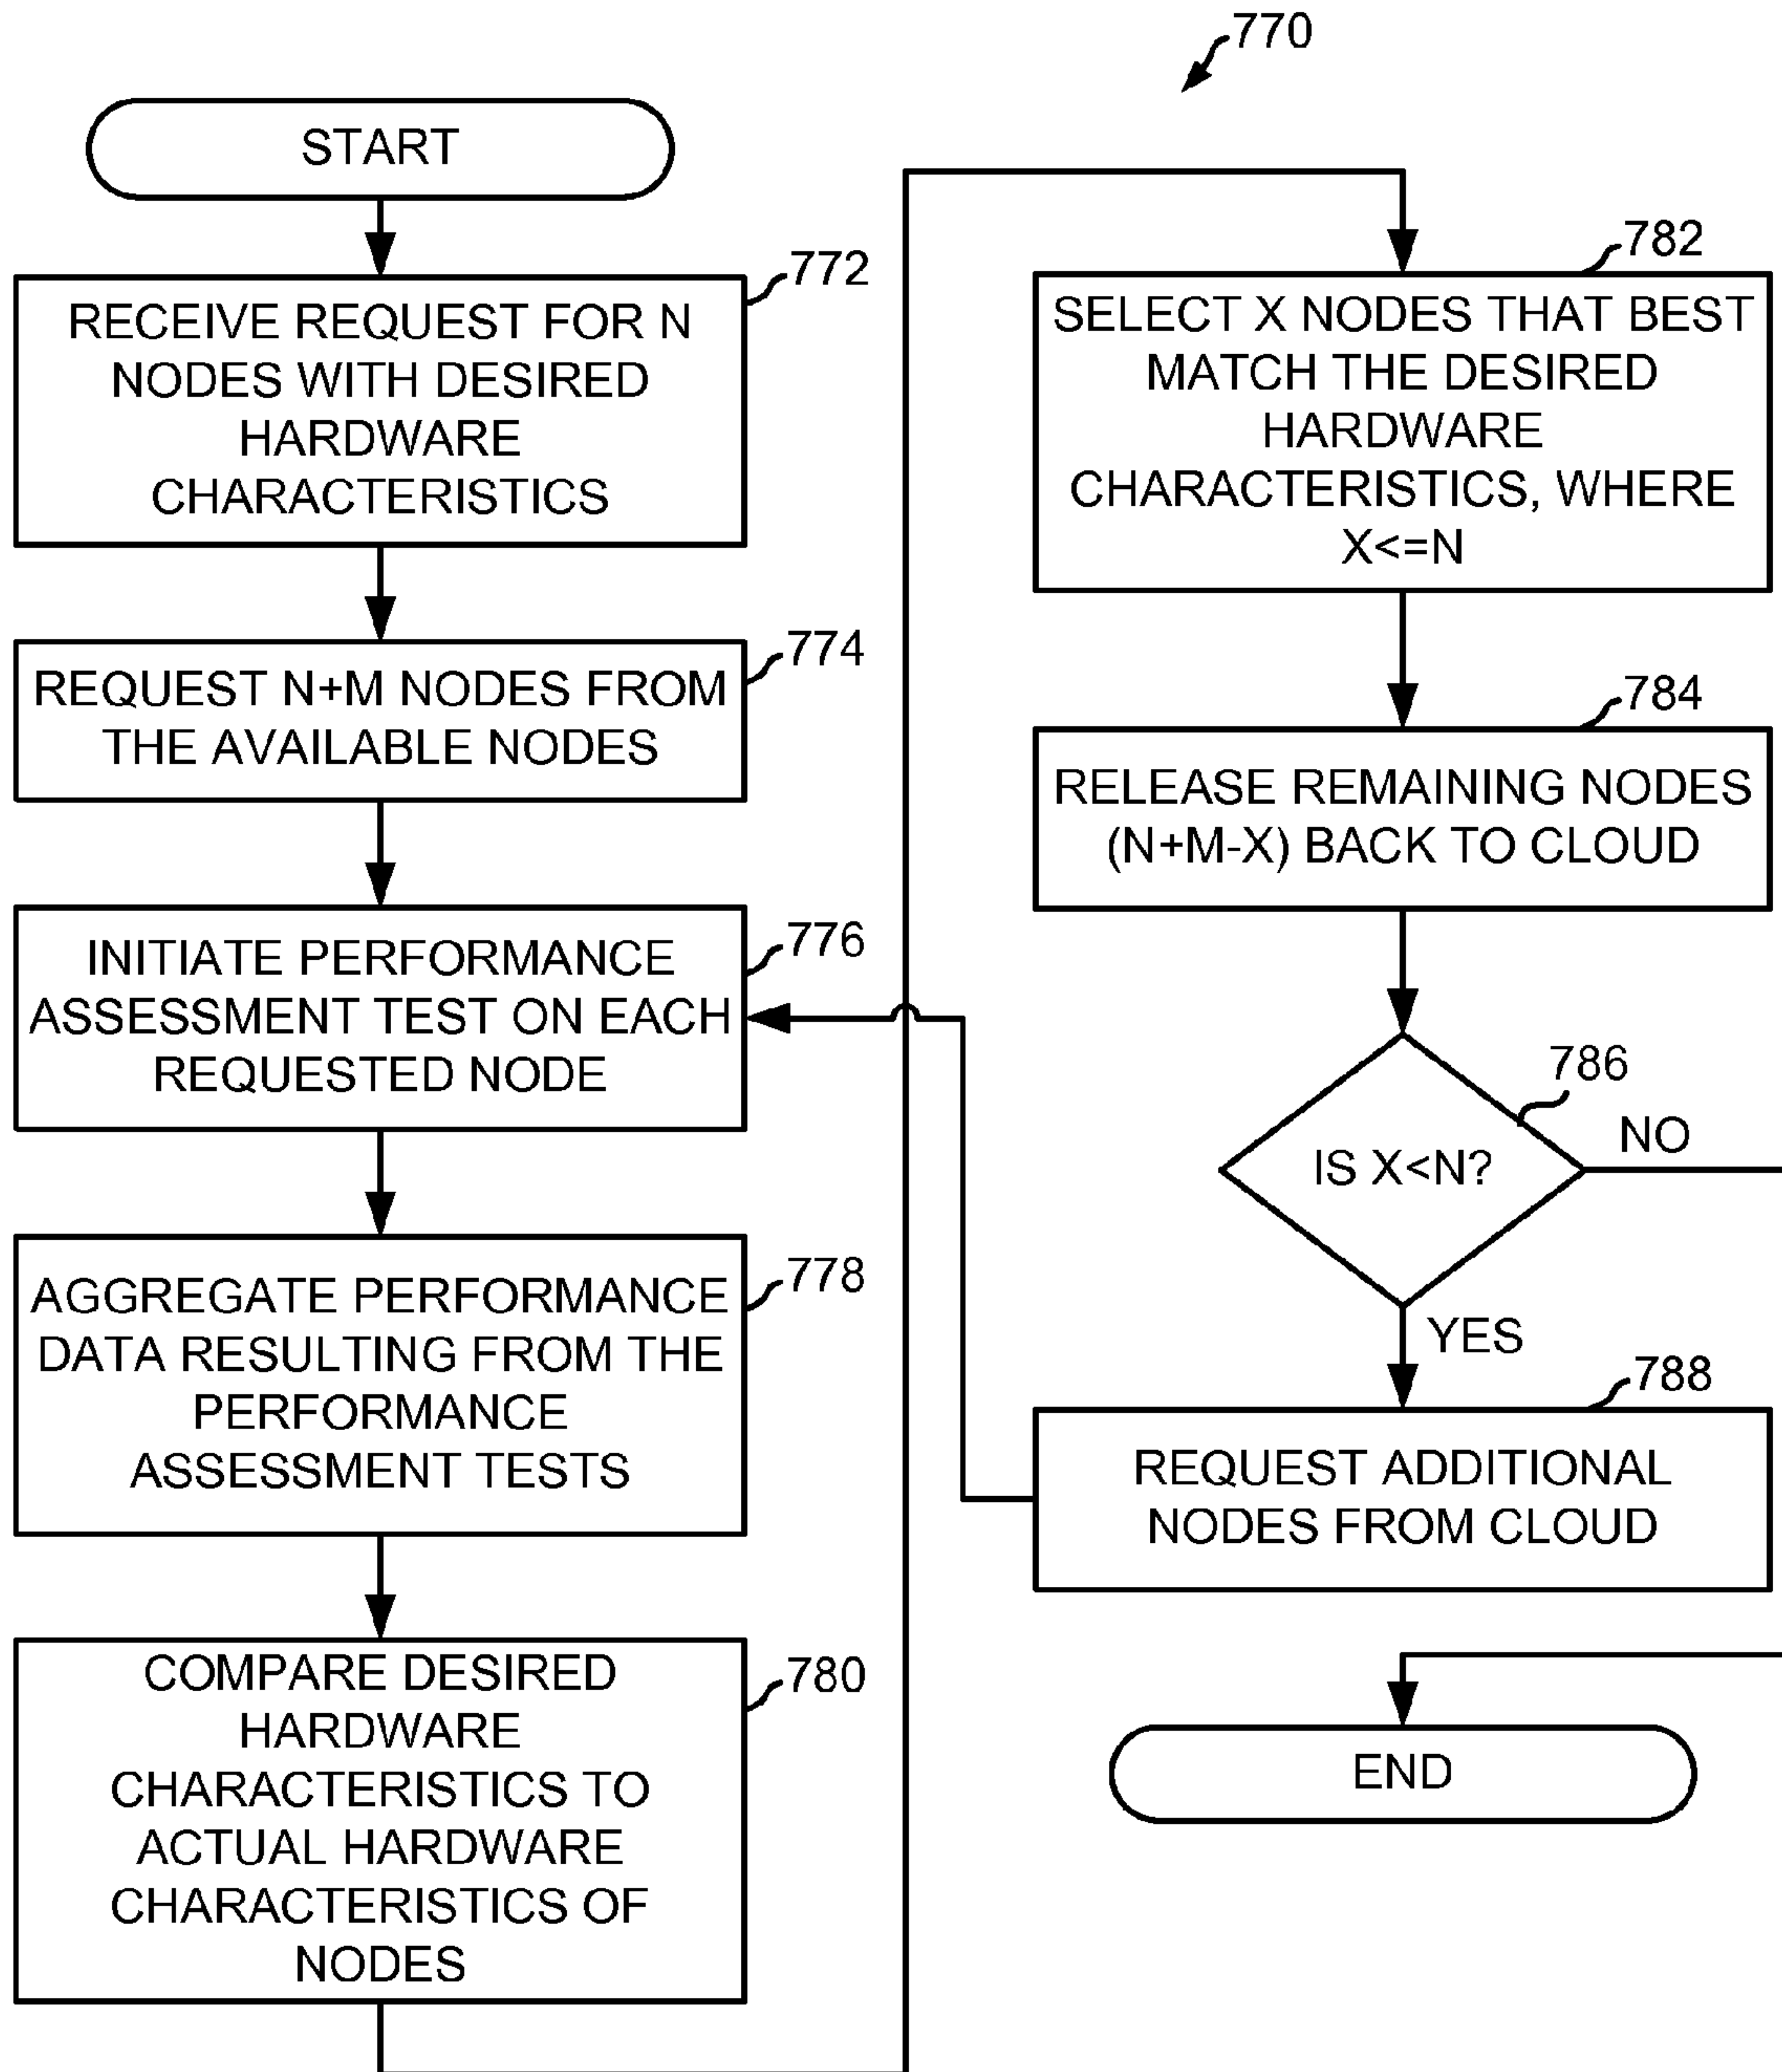 770
START
772
RECEIVE REQUEST FOR N
NODES WITH DESIRED
HARDWARE
CHARACTERISTICS
774
REQUEST N+M NODES FROM
THE AVAILABLE NODES
776
INITIATE PERFORMANCE
ASSESSMENT TEST ON EACH
REQUESTED NODE
778
AGGREGATE PERFORMANCE
DATA RESULTING FROM THE
PERFORMANCE
ASSESSMENT TESTS
780
COMPARE DESIRED
HARDWARE
CHARACTERISTICS TO
ACTUAL HARDWARE
CHARACTERISTICS OF
NODES
782
SELECT X NODES THAT BEST
MATCH THE DESIRED
HARDWARE
CHARACTERISTICS, WHERE
X<=N
784
RELEASE REMAINING NODES
(N+M-X) BACK TO CLOUD
786
IS X<N?
NO
YES
788
REQUEST ADDITIONAL
NODES FROM CLOUD
END